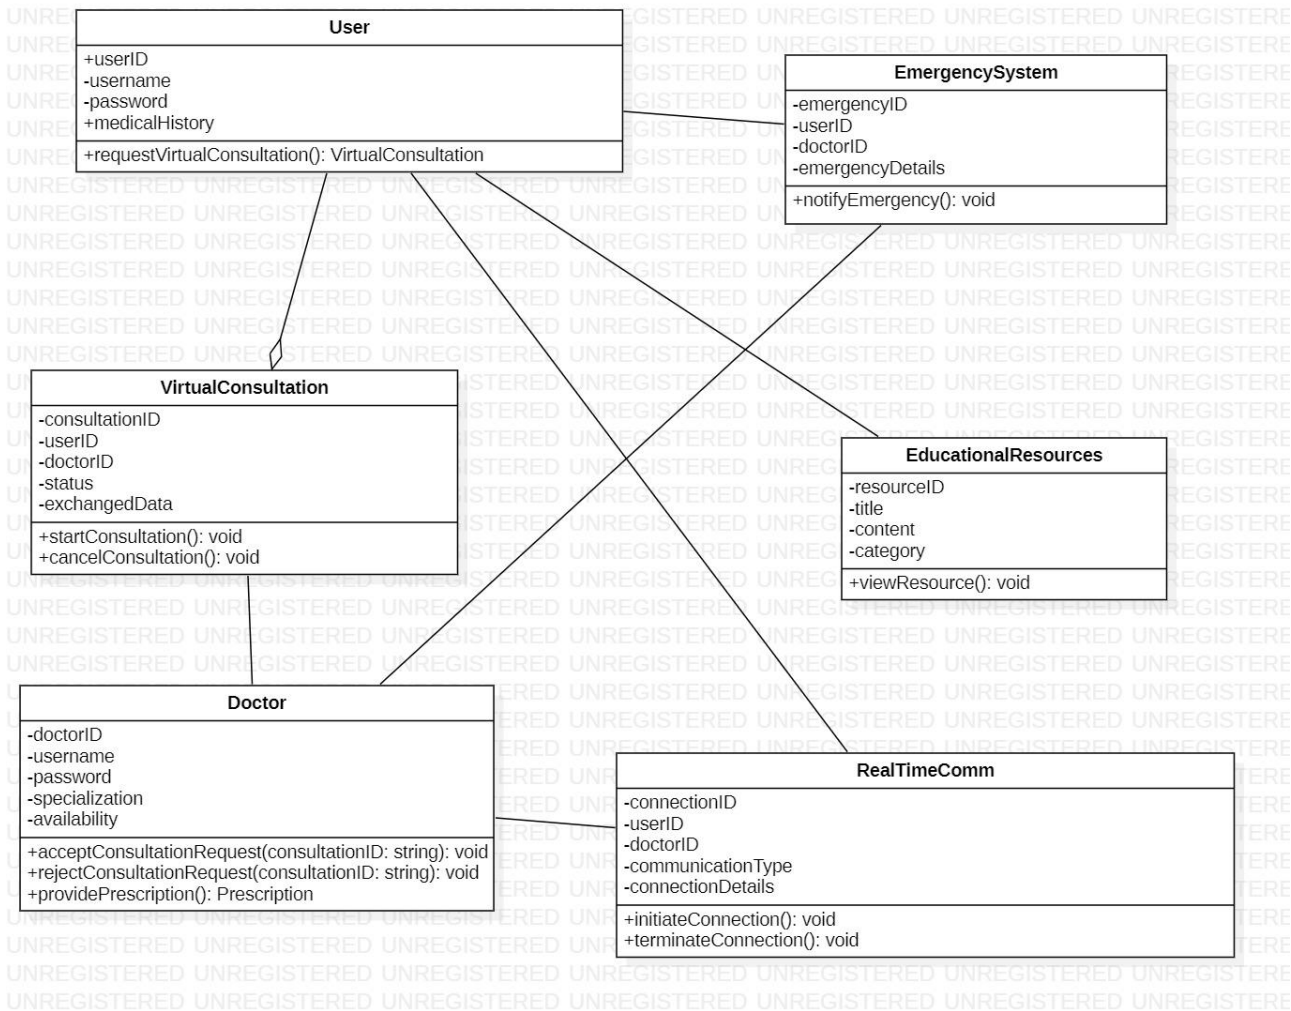 User
+userID
-username
-password
+medicalHistory
+requestVirtualConsultation(): VirtualConsultation
EmergencySystem
-emergencyID
-userID
-doctorID
-emergencyDetails
+notifyEmergency(): void
VirtualConsultation
-consultationID
-userID
-doctorID
-status
-exchangedData
+startConsultation(): void
+cancelConsultation(): void
EducationalResources
-resourceID
-title
-content
-category
+viewResource(): void
Doctor
-doctorID
-username
-password
-specialization
-availability
+acceptConsultationRequest(consultationID: string): void
+rejectConsultationRequest(consultationID: string): void
+providePrescription(): Prescription
RealTimeComm
-connectionID
-userID
-doctorID
-communicationType
-connectionDetails
+initiateConnection(): void
+terminateConnection(): void
UNREGISTERED